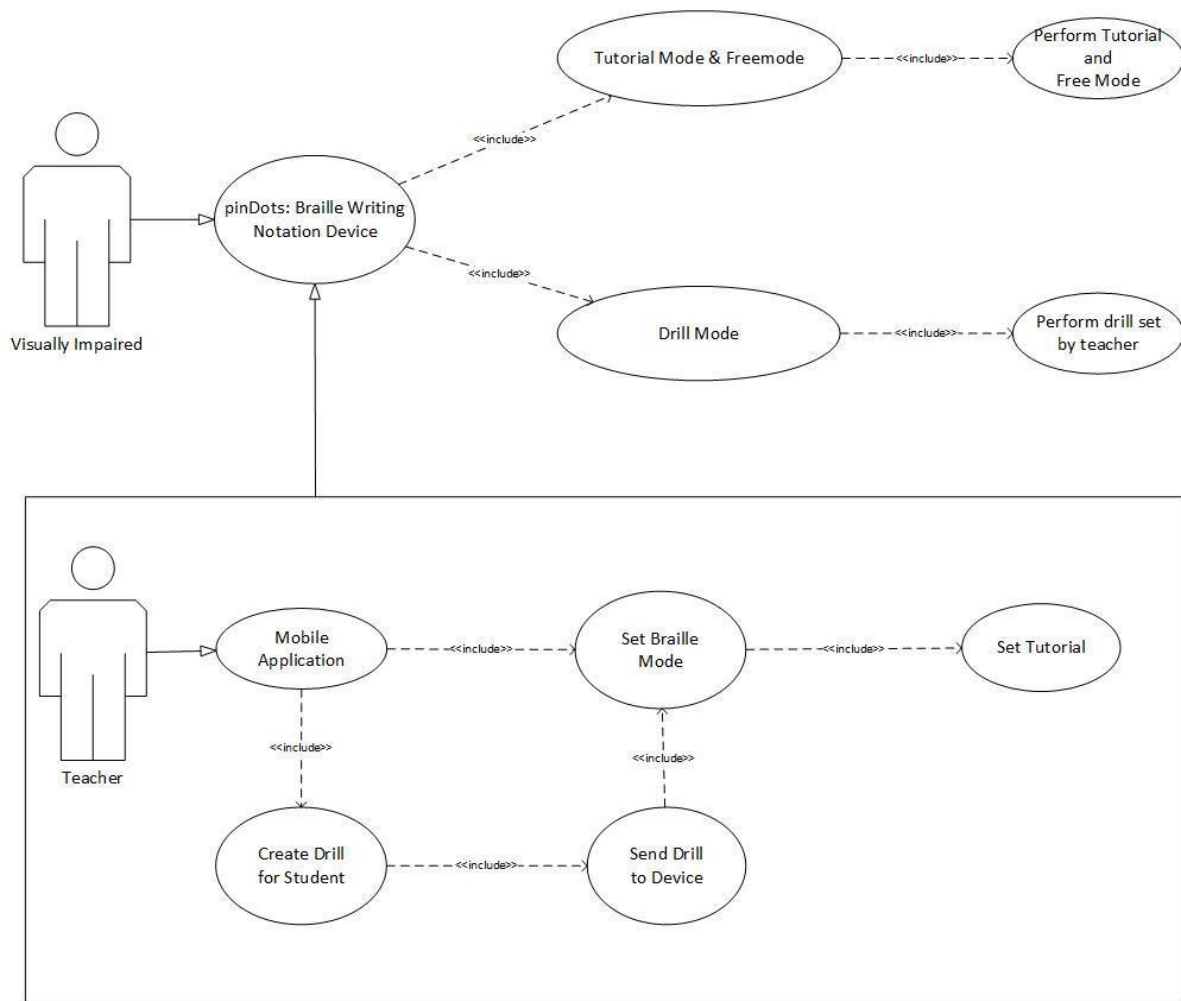 Tutorial Mode & Freemode
<<include>>
Perform Tutorial
and
Free Mode
<<include>>
pinDots: Braille Writing
Notation Device
Visually Impaired
<<include>>
Drill Mode
<<include>>
Perform drill set
by teacher
Teacher
Mobile
Application
<<include>>
Set Braille
Mode
<<include>>
Set Tutorial
<<include>>
<<include>>
Create Drill
for Student
<<include>>
Send Drill
to Device